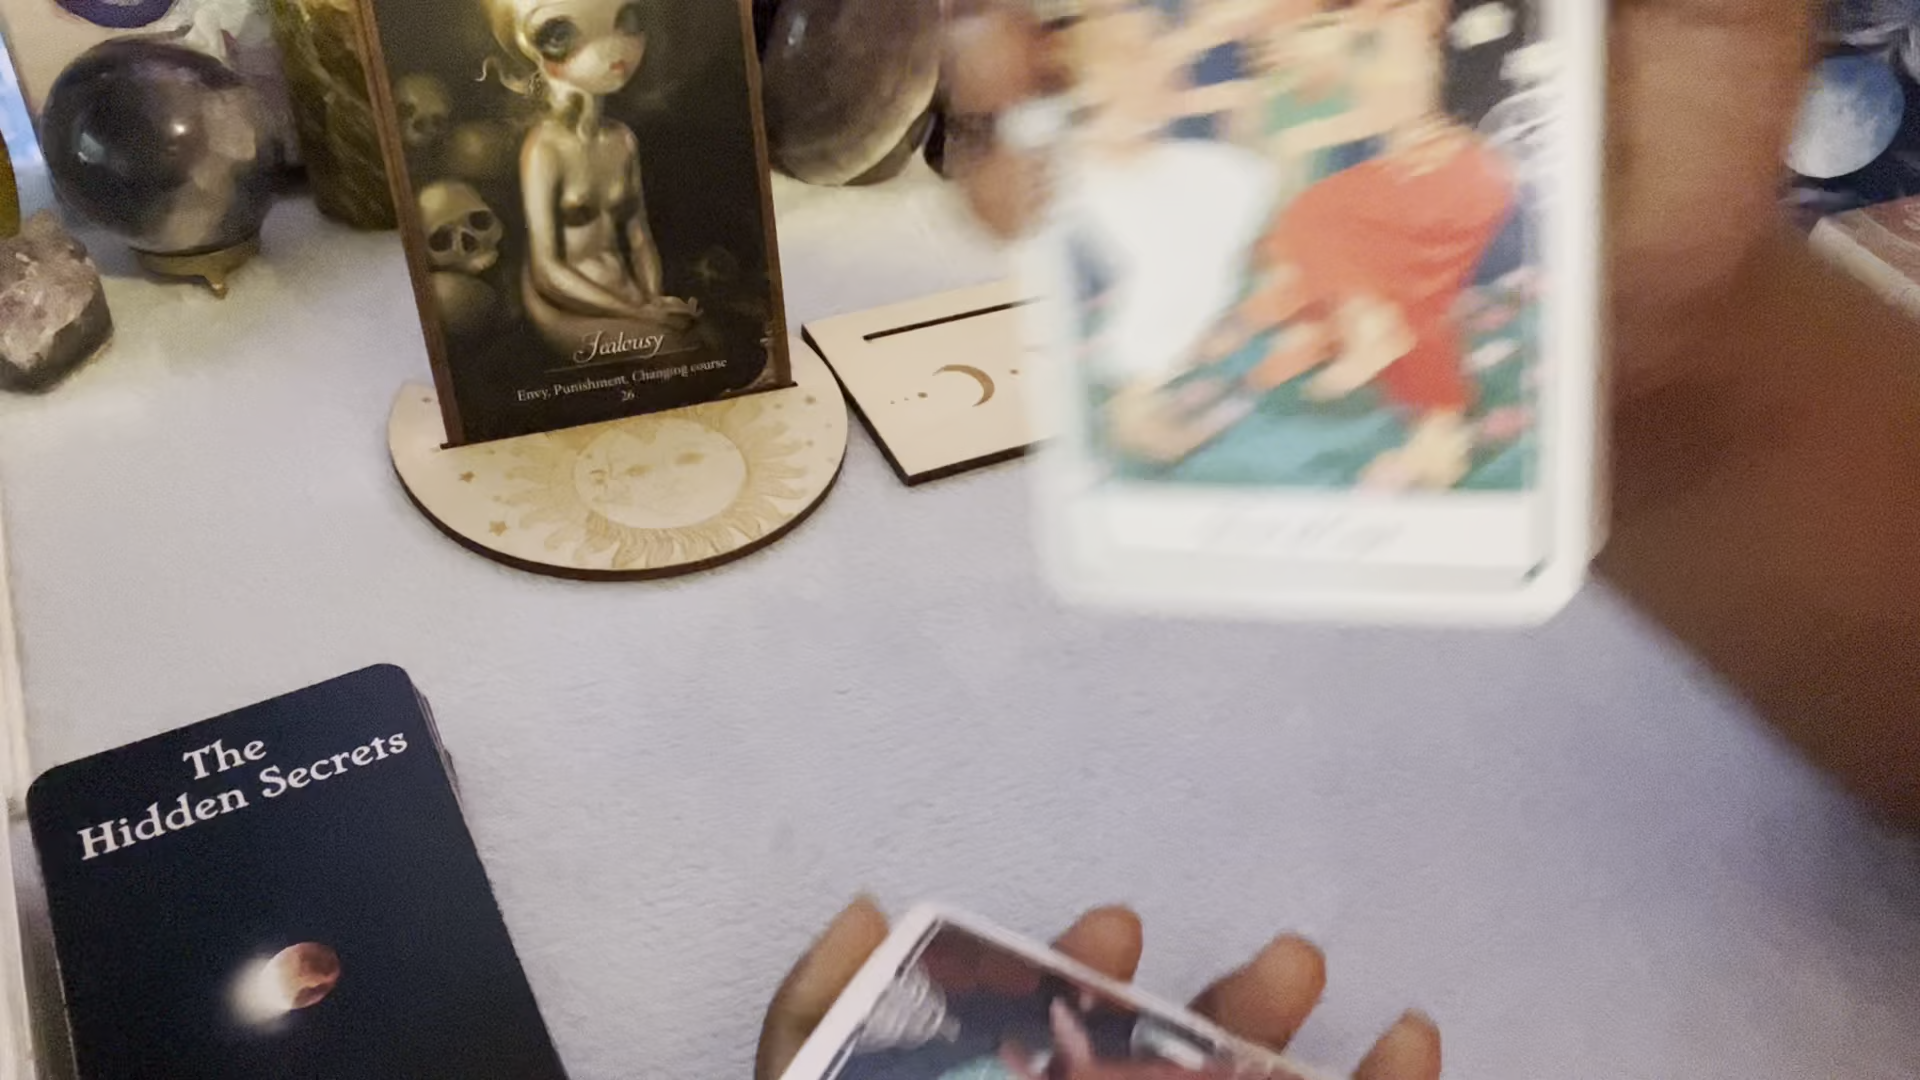 Jealousy
Envy, Punishment, Changing course
26
The
Hidden Secrets